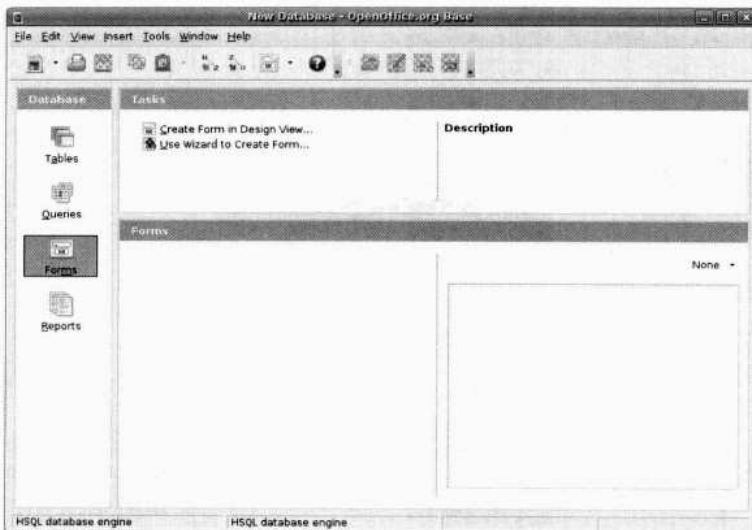 New Database - OpenOffice.org Base
File Edit View Insert Tools Window Help
Database
Tables
Queries
Forms
Reports
Tasks
Create Form in Design View...
Use Wizard to Create Form...
Description
Forms
None
HSQL database engine HSQL database engine